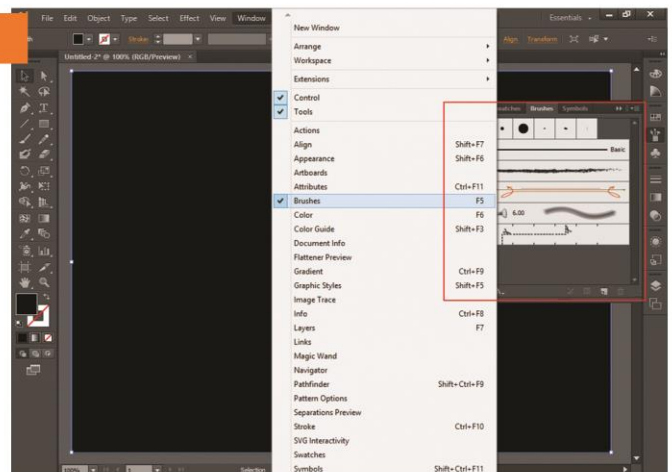 File Edit Object Type Select Effect View Window
Essentials
Stroke:
Align Transform
Untitled-2* @ 100% (RGB/Preview) ×
New Window
Arrange
Workspace
Extensions
Control
Tools
Actions
Align Shift+F7
Appearance Shift+F6
Artboards
Attributes Ctrl+F11
Brushes F5
Color F6
Color Guide Shift+F3
Document Info
Flattener Preview
Gradient Ctrl+F9
Graphic Styles Shift+F5
Image Trace
Info Ctrl+F8
Layers F7
Links
Magic Wand
Navigator
Pathfinder Shift+Ctrl+F9
Pattern Options
Separations Preview
Stroke Ctrl+F10
SVG Interactivity
Swatches
Symbols Shift+Ctrl+F11
Brushes Symbols
Basic
6.00
100%
1
Selection